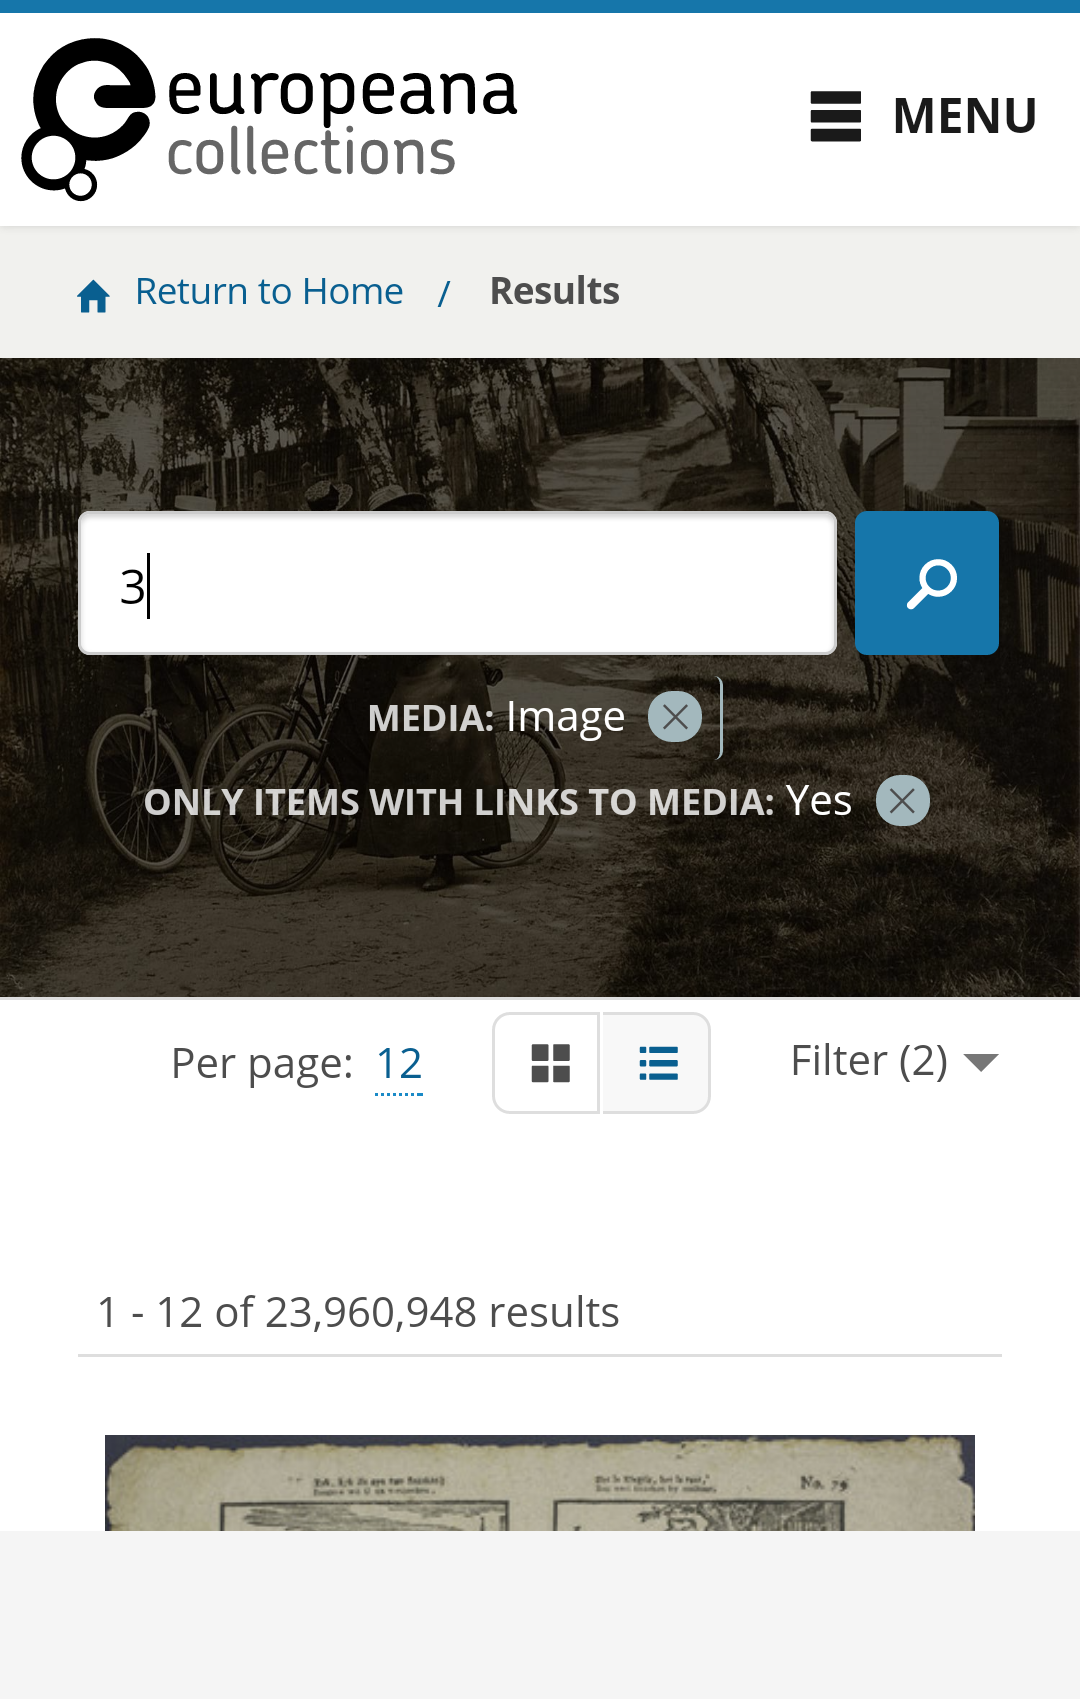 europeana
collections
MENU
Return to Home / Results
3
MEDIA: Image
ONLY ITEMS WITH LINKS TO MEDIA: Yes
Per page: 12
Filter (2)
1 - 12 of 23,960,948 results
No. 79